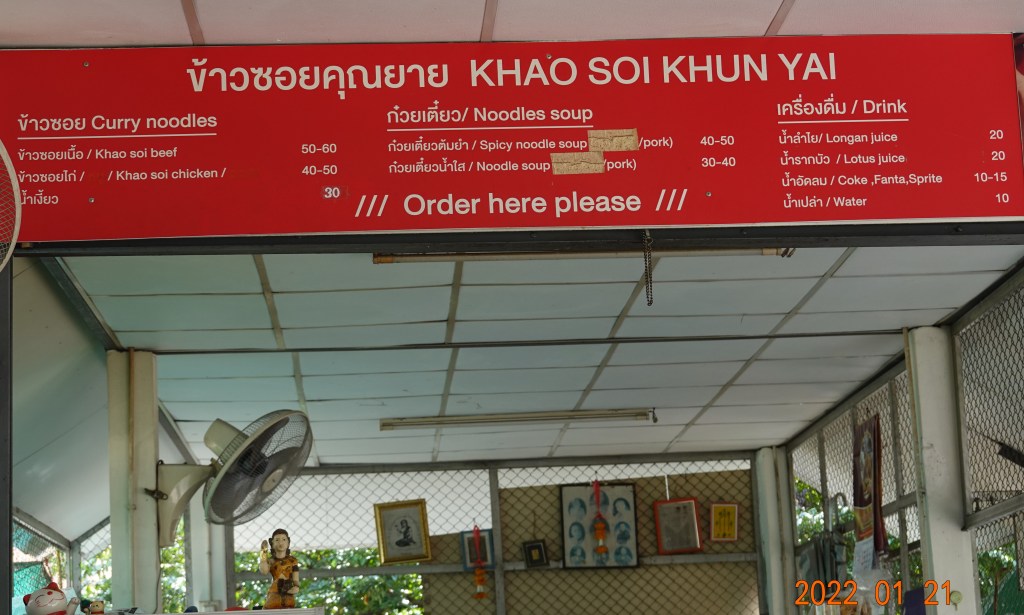 ข้าวซอยคุณยาย KHAO SOI KHUN YAI
ข้าวซอย Curry noodles
ข้าวซอยเนื้อ / Khao soi beef 50-60
ข้าวซอยไก่ / / Khao soi chicken / 40-50
น้ำเงี้ยว 30
ก๋วยเตี๋ยว/ Noodles soup
ก๋วยเตี๋ยวต้มยำ / Spicy noodle soup /pork) 40-50
ก๋วยเตี๋ยวน้ำใส / Noodle soup /pork) 30-40
/// Order here please ///
เครื่องดื่ม / Drink
น้ำลำไย/ Longan juice 20
น้ำรากบัว / Lotus juice 20
น้ำอัดลม / Coke ,Fanta,Sprite 10-15
น้ำเปล่า / Water 10
2022 01 21